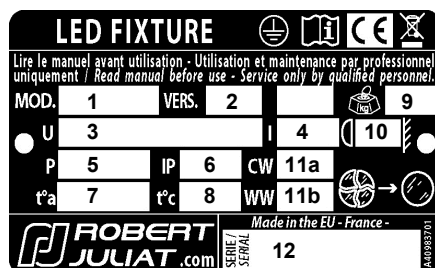 LED FIXTURE
CE
Lire le manuel avant utilisation - Utilisation et maintenance par professionnel
uniquement / Read manual before use - Service only by qualified personnel.
MOD. 1 VERS. 2 kg 9
U 3 I 4 10
P 5 IP 6 CW 11a
t°a 7 t°c 8 WW 11b
Made in the EU - France -
ROBERT
JULIAT.com
SERIE/
SERIAL
12
A40983701